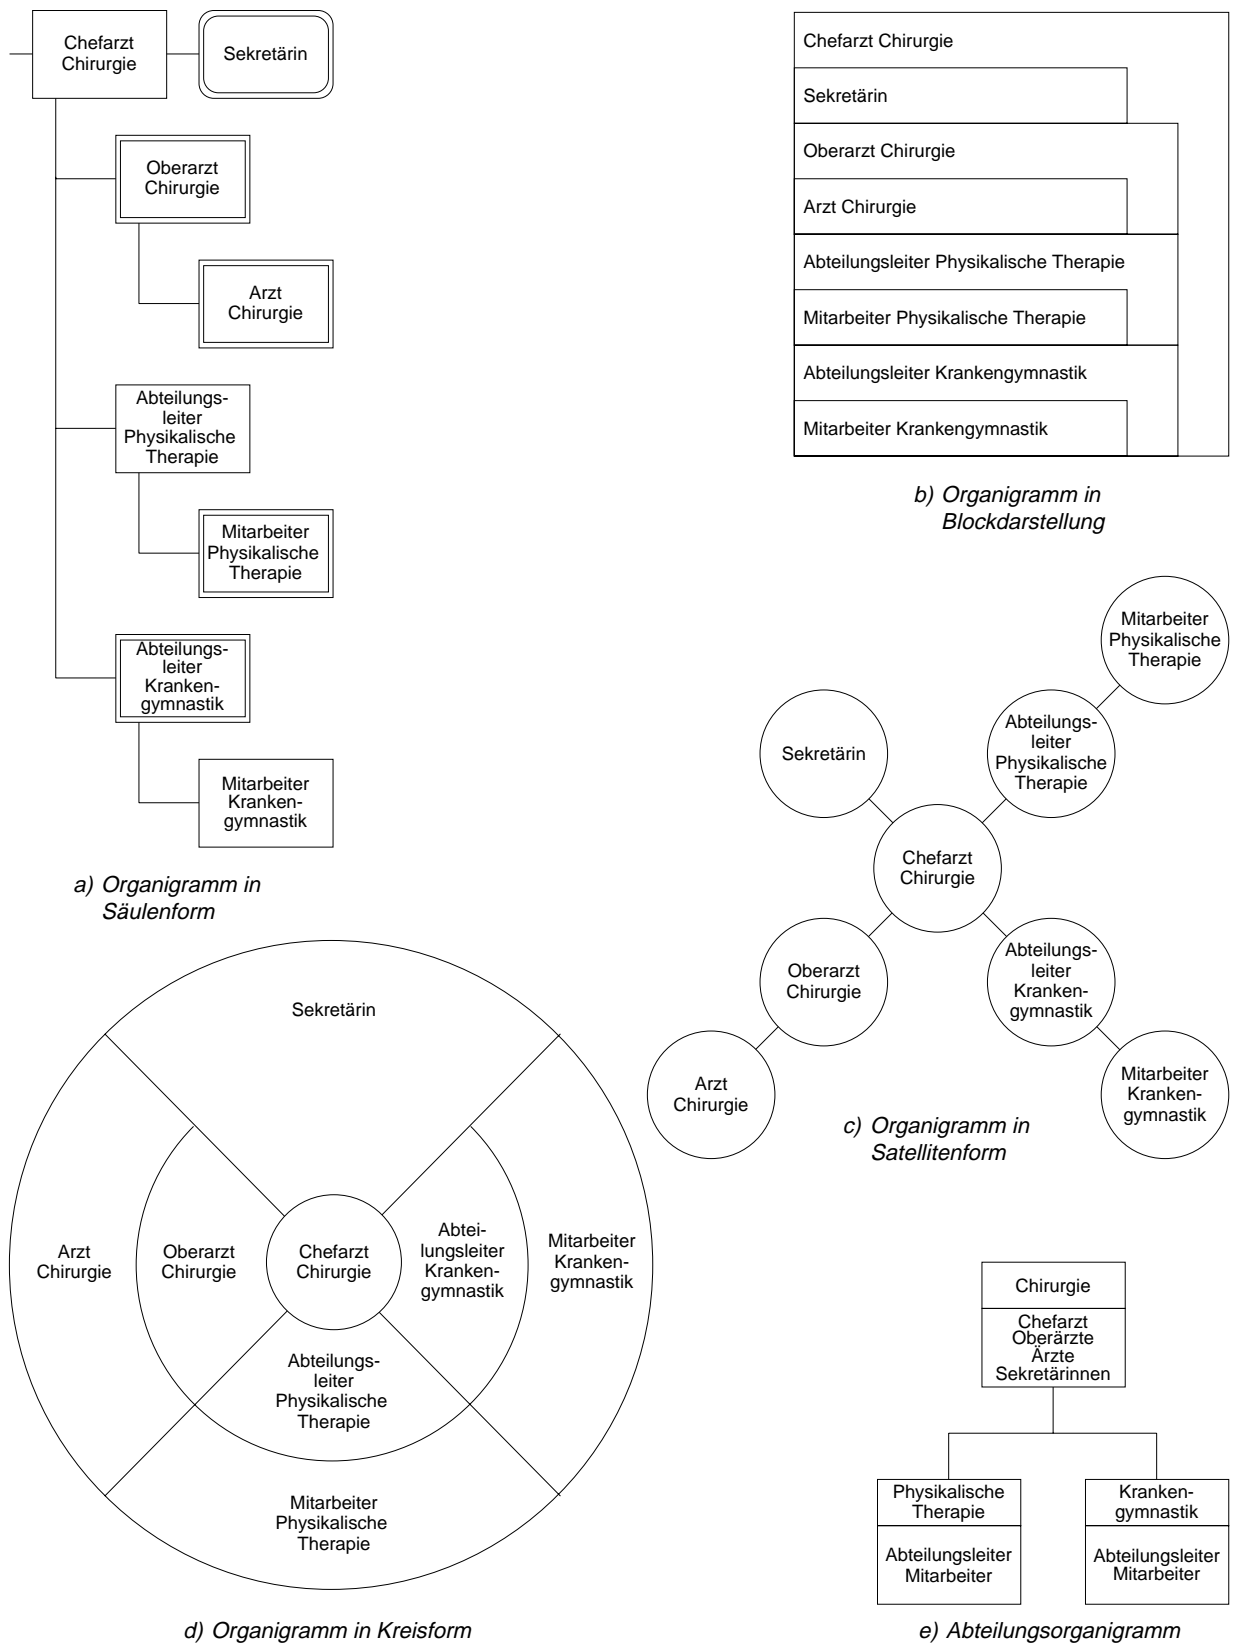 Chefarzt
Chirurgie
Sekretärin
Oberarzt
Chirurgie
Arzt
Chirurgie
Abteilungs-
leiter
Physikalische
Therapie
Mitarbeiter
Physikalische
Therapie
Abteilungs-
leiter
Kranken-
gymnastik
Mitarbeiter
Kranken-
gymnastik
a) Organigramm in
Säulenform
Chefarzt Chirurgie
Sekretärin
Oberarzt Chirurgie
Arzt Chirurgie
Abteilungsleiter Physikalische Therapie
Mitarbeiter Physikalische Therapie
Abteilungsleiter Krankengymnastik
Mitarbeiter Krankengymnastik
b) Organigramm in
Blockdarstellung
Mitarbeiter
Physikalische
Therapie
Abteilungs-
leiter
Physikalische
Therapie
Sekretärin
Chefarzt
Chirurgie
Oberarzt
Chirurgie
Abteilungs-
leiter
Kranken-
gymnastik
Arzt
Chirurgie
Mitarbeiter
Kranken-
gymnastik
c) Organigramm in
Satellitenform
Sekretärin
Arzt
Chirurgie
Oberarzt
Chirurgie
Chefarzt
Chirurgie
Abtei-
lungsleiter
Kranken-
gymnastik
Mitarbeiter
Kranken-
gymnastik
Abteilungs-
leiter
Physikalische
Therapie
Mitarbeiter
Physikalische
Therapie
d) Organigramm in Kreisform
Chirurgie
Chefarzt
Oberärzte
Ärzte
Sekretärinnen
Physikalische
Therapie
Abteilungsleiter
Mitarbeiter
Kranken-
gymnastik
Abteilungsleiter
Mitarbeiter
e) Abteilungsorganigramm